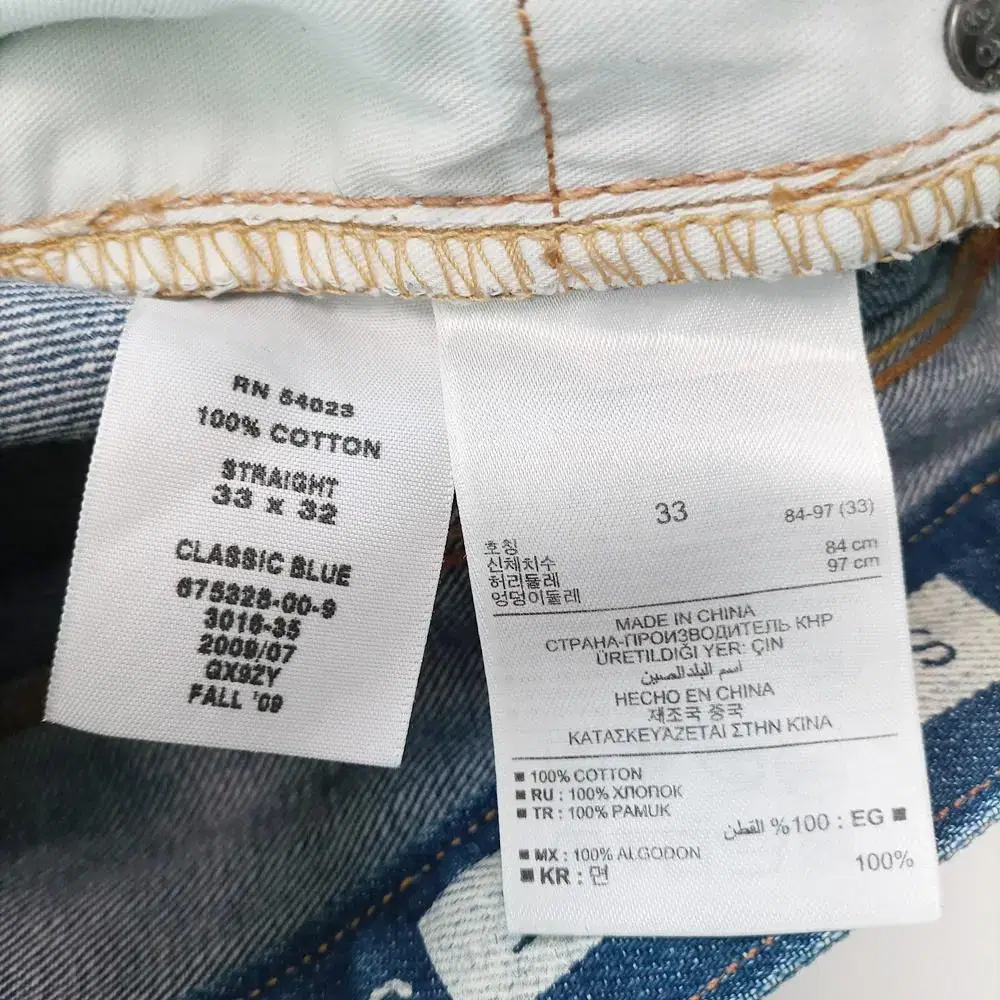 RN 54023
100% COTTON
STRAIGHT
33 x 32
CLASSIC BLUE
675328-00-9
3016-35
2009/07
GX9ZY
FALL '09
33 84-97 (33)
호칭
신체치수
허리둘레 84 cm
엉덩이둘레 97 cm
MADE IN CHINA
СТРАНА-ПРОИЗВОДИТЕЛЬ КНР
ÜRETILDIĞI YER: ÇIN
اسم البلد الصين
HECHO EN CHINA
재조국 중국
ΚΑΤΑΣΚΕΥΑΖΕΤΑΙ ΣΤΗΝ ΚΙΝΑ
100% COTTON
RU : 100% ХЛОПОК
TR : 100% PAMUK
EG : 100% القطن
MX : 100% ALGODON
KR : 면 100%
S